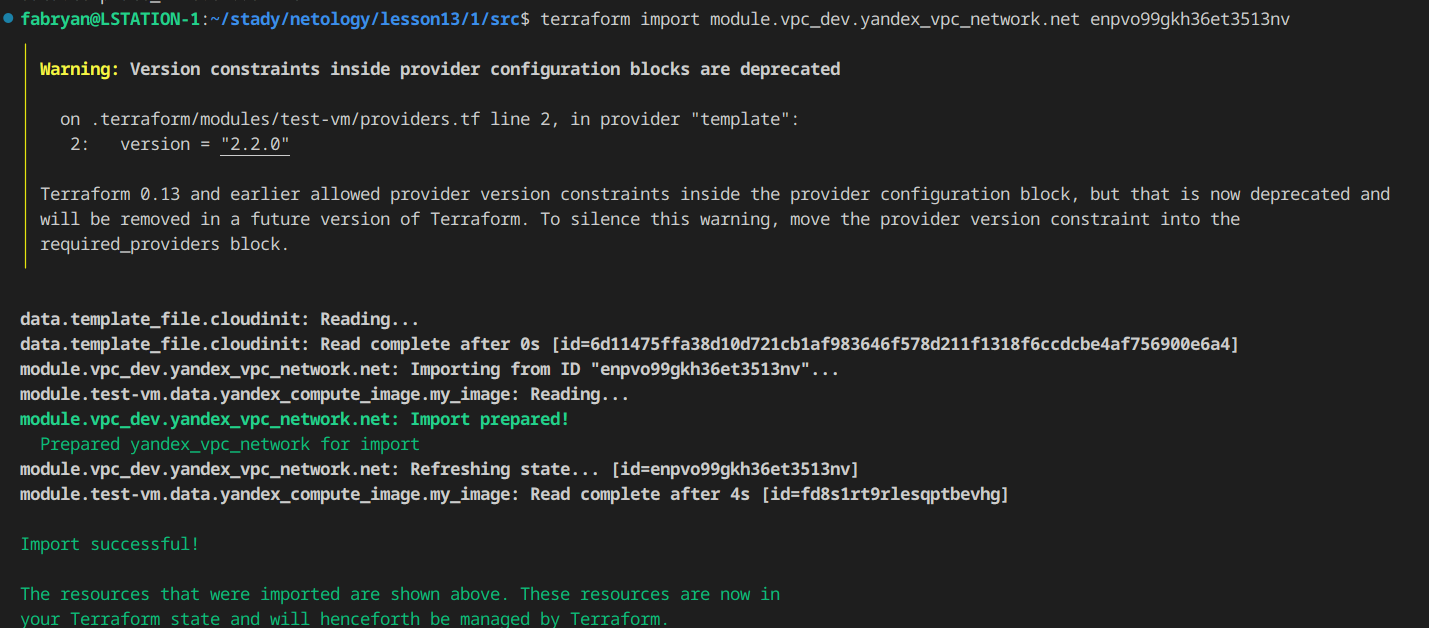 fabryan@LSTATION-1:~/stady/netology/lesson13/1/src$ terraform import module.vpc_dev.yandex_vpc_network.net enpvo99gkh36et3513nv
Warning: Version constraints inside provider configuration blocks are deprecated
on .terraform/modules/test-vm/providers.tf line 2, in provider "template":
2:   version = "2.2.0"
Terraform 0.13 and earlier allowed provider version constraints inside the provider configuration block, but that is now deprecated and
will be removed in a future version of Terraform. To silence this warning, move the provider version constraint into the
required_providers block.
data.template_file.cloudinit: Reading...
data.template_file.cloudinit: Read complete after 0s [id=6d11475ffa38d10d721cb1af983646f578d211f1318f6ccdcbe4af756900e6a4]
module.vpc_dev.yandex_vpc_network.net: Importing from ID "enpvo99gkh36et3513nv"...
module.test-vm.data.yandex_compute_image.my_image: Reading...
module.vpc_dev.yandex_vpc_network.net: Import prepared!
Prepared yandex_vpc_network for import
module.vpc_dev.yandex_vpc_network.net: Refreshing state... [id=enpvo99gkh36et3513nv]
module.test-vm.data.yandex_compute_image.my_image: Read complete after 4s [id=fd8s1rt9rlesqptbevhg]
Import successful!
The resources that were imported are shown above. These resources are now in
your Terraform state and will henceforth be managed by Terraform.